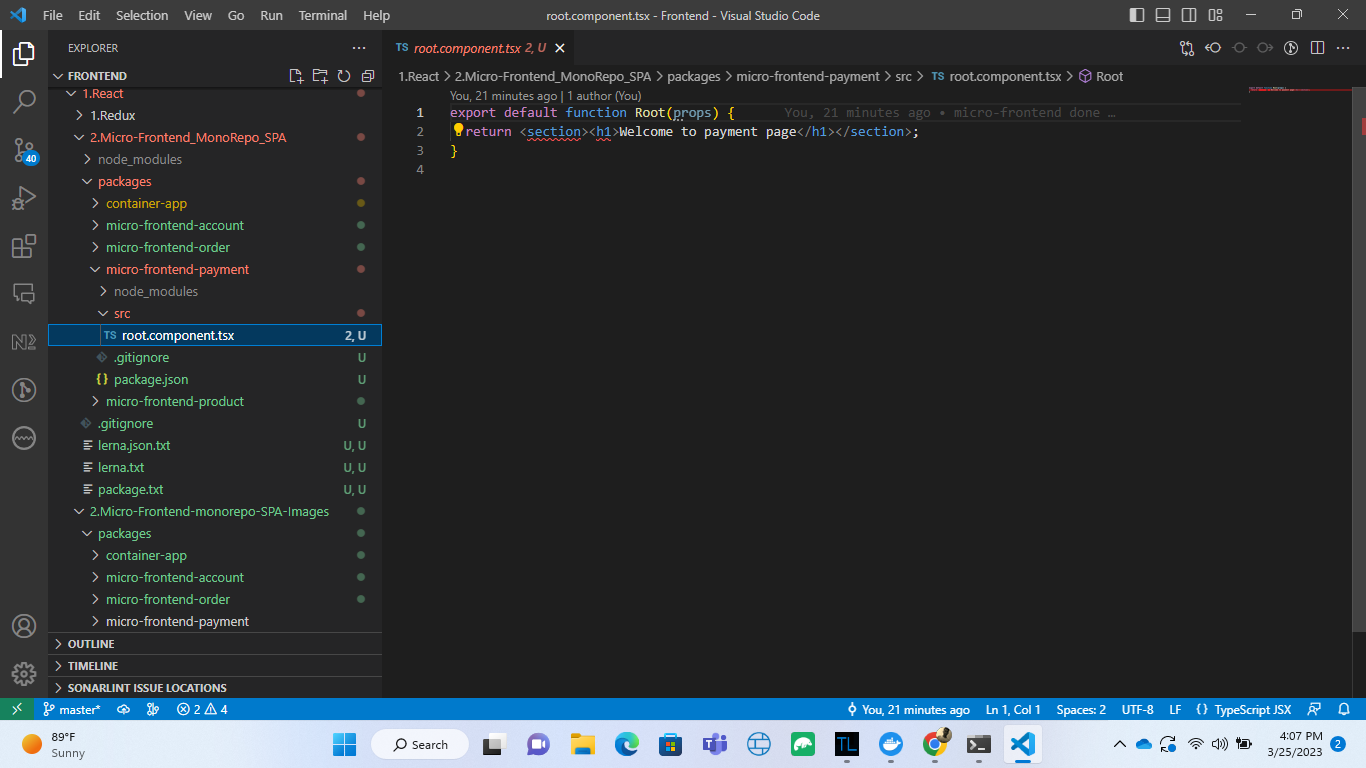 File Edit Selection View Go Run Terminal Help root.component.tsx - Frontend - Visual Studio Code
EXPLORER
FRONTEND
1.React
1.Redux
2.Micro-Frontend_MonoRepo_SPA
node_modules
packages
container-app
micro-frontend-account
micro-frontend-order
micro-frontend-payment
node_modules
src
TS root.component.tsx 2, U
.gitignore U
{} package.json U
micro-frontend-product
.gitignore U
lerna.json.txt U, U
lerna.txt U, U
package.txt U, U
2.Micro-Frontend-monorepo-SPA-Images
packages
container-app
micro-frontend-account
micro-frontend-order
micro-frontend-payment
OUTLINE
TIMELINE
SONARLINT ISSUE LOCATIONS
40
TS root.component.tsx 2, U
1.React > 2.Micro-Frontend_MonoRepo_SPA > packages > micro-frontend-payment > src > TS root.component.tsx > Root
You, 21 minutes ago | 1 author (You)
1 export default function Root(props) { You, 21 minutes ago • micro-frontend done …
2 return <section><h1>Welcome to payment page</h1></section>;
3 }
4
master* 2 4 You, 21 minutes ago Ln 1, Col 1 Spaces: 2 UTF-8 LF {} TypeScript JSX
89°F
Sunny
Search
TL
4:07 PM
3/25/2023
2